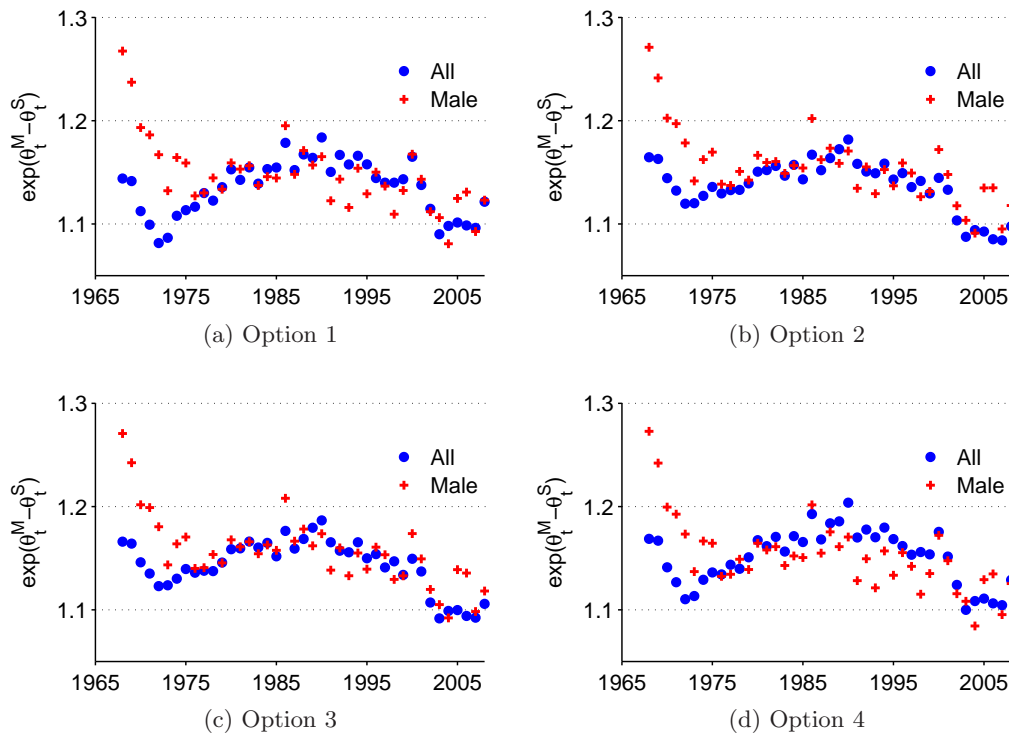 1.3
1.2
1.1
exp(θ_t^M−θ_t^S)
All
Male
1965 1975 1985 1995 2005
(a) Option 1
1.3
1.2
1.1
exp(θ_t^M−θ_t^S)
All
Male
1965 1975 1985 1995 2005
(b) Option 2
1.3
1.2
1.1
exp(θ_t^M−θ_t^S)
All
Male
1965 1975 1985 1995 2005
(c) Option 3
1.3
1.2
1.1
exp(θ_t^M−θ_t^S)
All
Male
1965 1975 1985 1995 2005
(d) Option 4